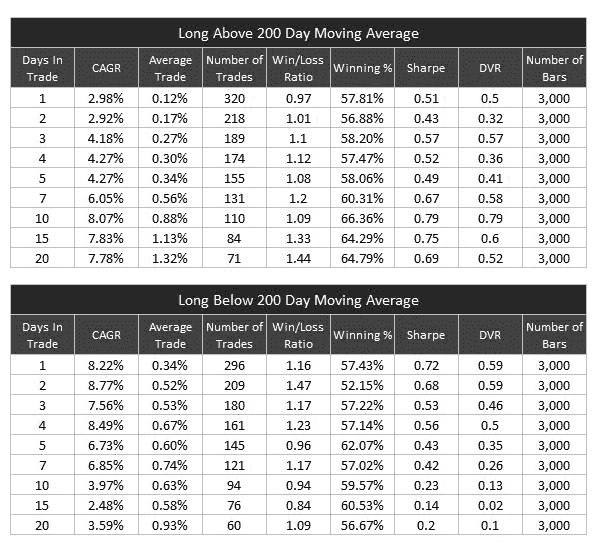 Long Above 200 Day Moving Average
Days In Trade CAGR Average Trade Number of Trades Win/Loss Ratio Winning % Sharpe DVR Number of Bars
1 2.98% 0.12% 320 0.97 57.81% 0.51 0.5 3,000
2 2.92% 0.17% 218 1.01 56.88% 0.43 0.32 3,000
3 4.18% 0.27% 189 1.1 58.20% 0.57 0.57 3,000
4 4.27% 0.30% 174 1.12 57.47% 0.52 0.36 3,000
5 4.27% 0.34% 155 1.08 58.06% 0.49 0.41 3,000
7 6.05% 0.56% 131 1.2 60.31% 0.67 0.58 3,000
10 8.07% 0.88% 110 1.09 66.36% 0.79 0.79 3,000
15 7.83% 1.13% 84 1.33 64.29% 0.75 0.6 3,000
20 7.78% 1.32% 71 1.44 64.79% 0.69 0.52 3,000
Long Below 200 Day Moving Average
Days In Trade CAGR Average Trade Number of Trades Win/Loss Ratio Winning % Sharpe DVR Number of Bars
1 8.22% 0.34% 296 1.16 57.43% 0.72 0.59 3,000
2 8.77% 0.52% 209 1.47 52.15% 0.68 0.59 3,000
3 7.56% 0.53% 180 1.17 57.22% 0.53 0.46 3,000
4 8.49% 0.67% 161 1.23 57.14% 0.56 0.5 3,000
5 6.73% 0.60% 145 0.96 62.07% 0.43 0.35 3,000
7 6.85% 0.74% 121 1.17 57.02% 0.42 0.26 3,000
10 3.97% 0.63% 94 0.94 59.57% 0.23 0.13 3,000
15 2.48% 0.58% 76 0.84 60.53% 0.14 0.02 3,000
20 3.59% 0.93% 60 1.09 56.67% 0.2 0.1 3,000